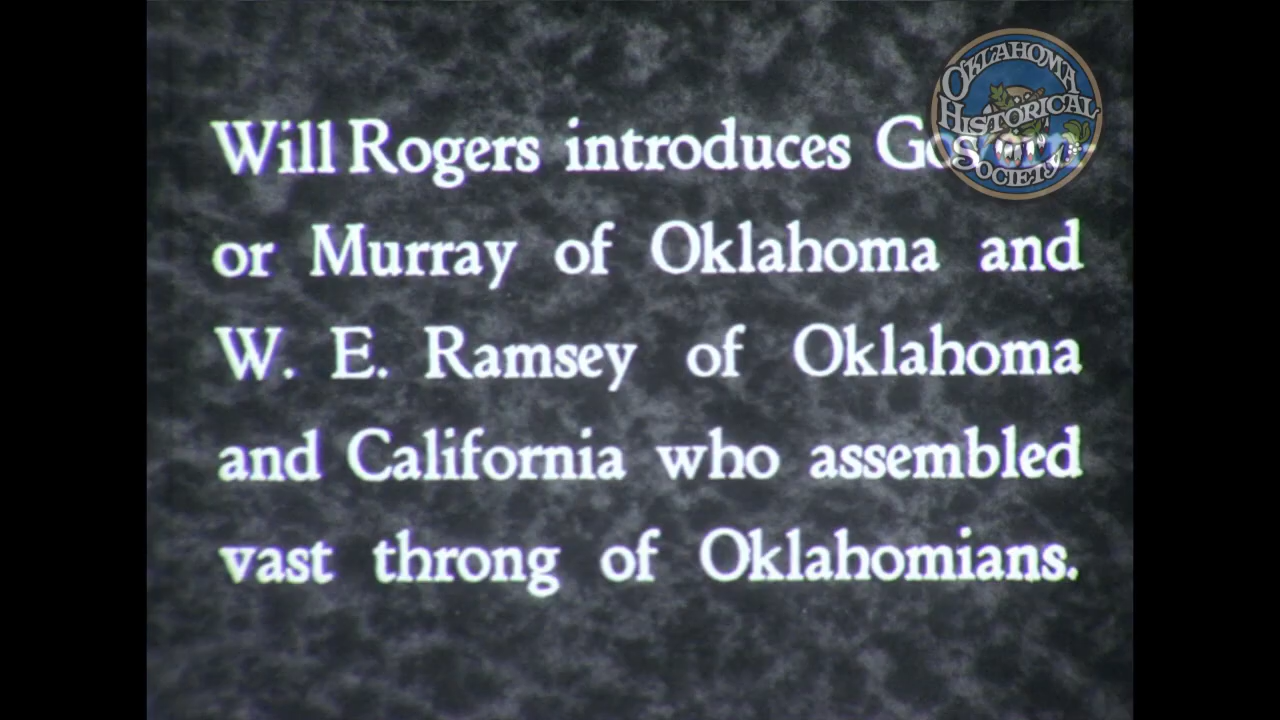 Will Rogers introduces
or Murray of Oklahoma and
W. E. Ramsey of Oklahoma
and California who assembled
vast throng of Oklahomians.
OKLAHOMA
HISTORICAL
SOCIETY